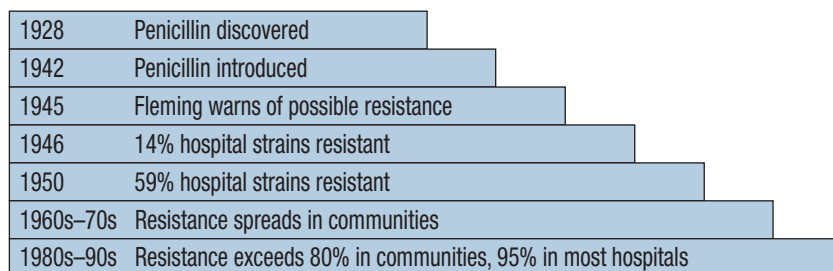 1928 Penicillin discovered
1942 Penicillin introduced
1945 Fleming warns of possible resistance
1946 14% hospital strains resistant
1950 59% hospital strains resistant
1960s–70s Resistance spreads in communities
1980s–90s Resistance exceeds 80% in communities, 95% in most hospitals